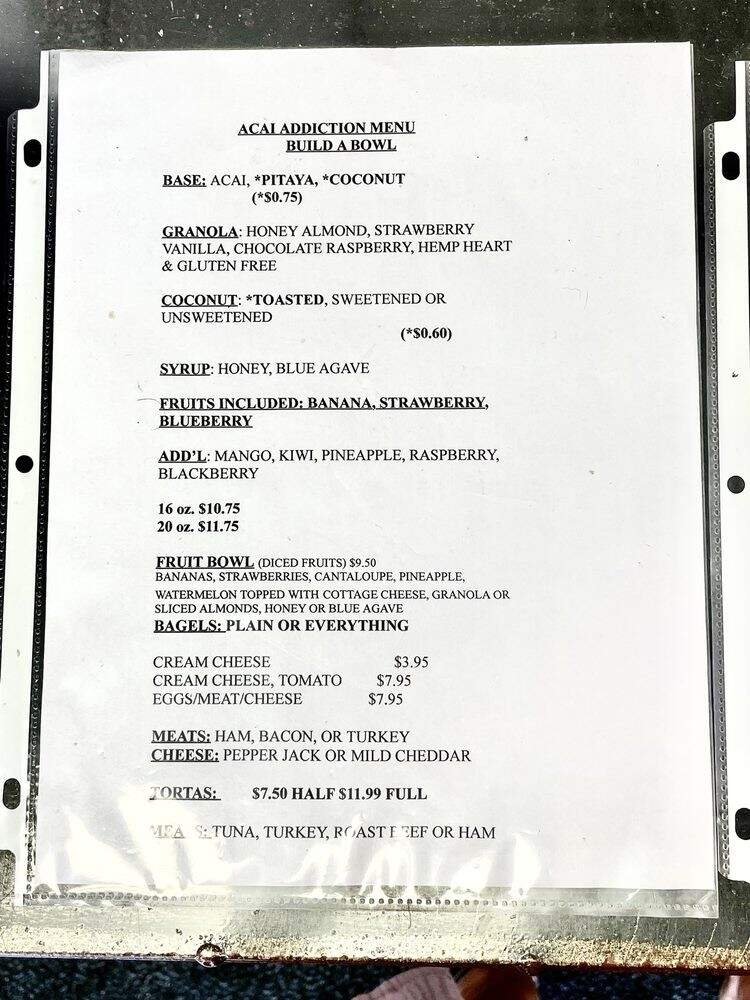 ACAI ADDICTION MENU
BUILD A BOWL
BASE: ACAI, *PITAYA, *COCONUT
(*$0.75)
GRANOLA: HONEY ALMOND, STRAWBERRY
VANILLA, CHOCOLATE RASPBERRY, HEMP HEART
& GLUTEN FREE
COCONUT: *TOASTED, SWEETENED OR
UNSWEETENED
(*$0.60)
SYRUP: HONEY, BLUE AGAVE
FRUITS INCLUDED: BANANA, STRAWBERRY,
BLUEBERRY
ADD'L: MANGO, KIWI, PINEAPPLE, RASPBERRY,
BLACKBERRY
16 oz. $10.75
20 oz. $11.75
FRUIT BOWL (DICED FRUITS) $9.50
BANANAS, STRAWBERRIES, CANTALOUPE, PINEAPPLE,
WATERMELON TOPPED WITH COTTAGE CHEESE, GRANOLA OR
SLICED ALMONDS, HONEY OR BLUE AGAVE
BAGELS: PLAIN OR EVERYTHING
CREAM CHEESE $3.95
CREAM CHEESE, TOMATO $7.95
EGGS/MEAT/CHEESE $7.95
MEATS: HAM, BACON, OR TURKEY
CHEESE: PEPPER JACK OR MILD CHEDDAR
TORTAS: $7.50 HALF $11.99 FULL
MEATS: TUNA, TURKEY, ROAST BEEF OR HAM